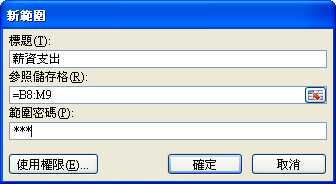 新範圍
標題(T):
薪資支出
參照儲存格(R):
=B8:M9
範圍密碼(P):
***
使用權限(E)... 確定 取消